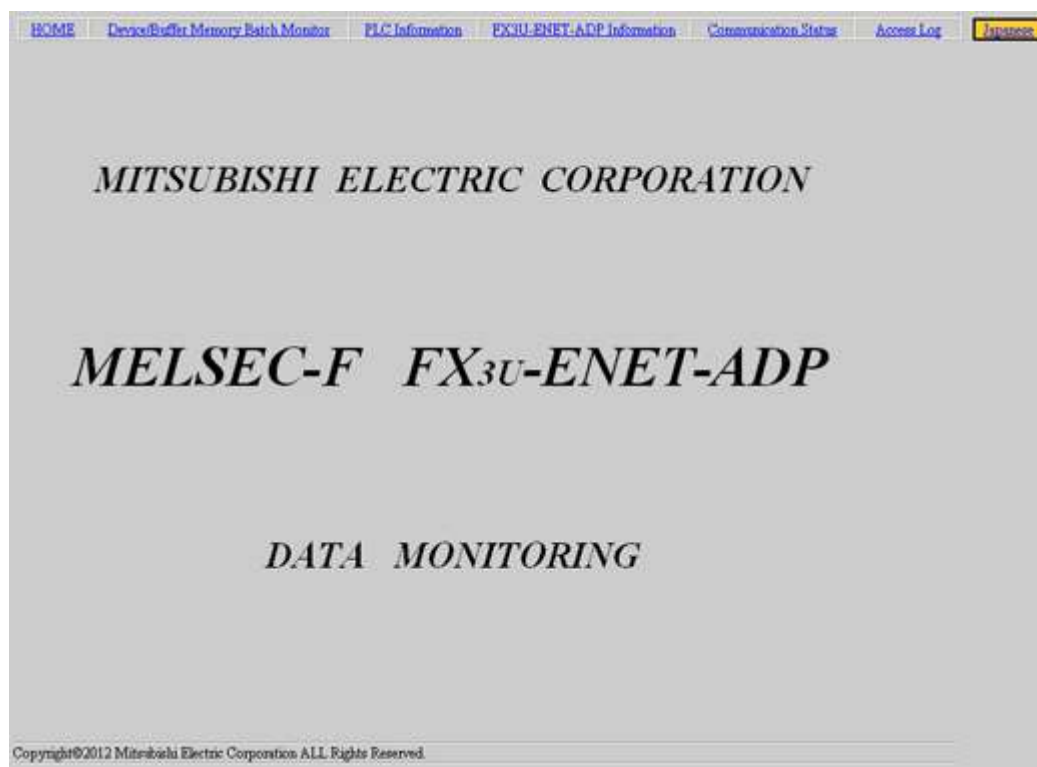 HOME Device/Buffer Memory Batch Monitor PLC Information FX3U-ENET-ADP Information Communication Status Access Log Japanese
MITSUBISHI ELECTRIC CORPORATION
MELSEC-F FX3U-ENET-ADP
DATA MONITORING
Copyright©2012 Mitsubishi Electric Corporation ALL Rights Reserved.